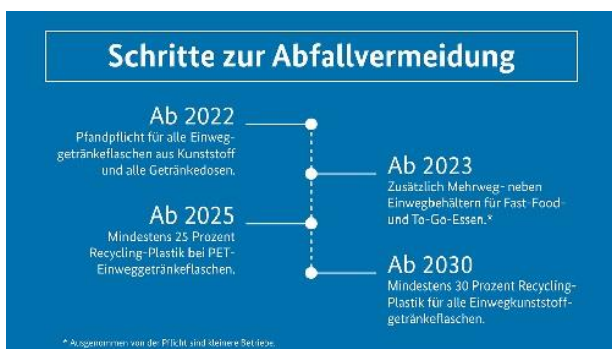 Schritte zur Abfallvermeidung
Ab 2022
Pfandpflicht für alle Einweg-
getränkeflaschen aus Kunststoff
und alle Getränkedosen.
Ab 2023
Zusätzlich Mehrweg- neben
Einwegbehältern für Fast-Food-
und To-Go-Essen.*
Ab 2025
Mindestens 25 Prozent
Recycling-Plastik bei PET-
Einweggetränkeflaschen.
Ab 2030
Mindestens 30 Prozent Recycling-
Plastik für alle Einwegkunststoff-
getränkeflaschen.
* Ausgenommen von der Pflicht sind kleinere Betriebe.